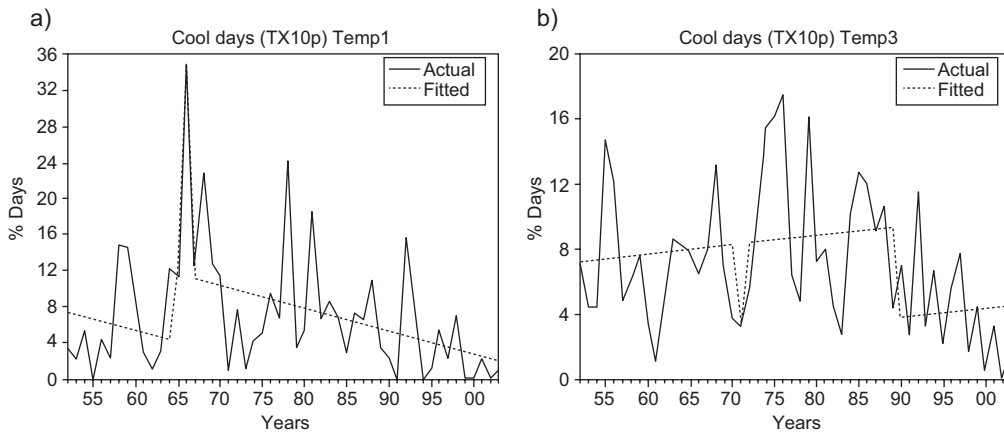 a)
Cool days (TX10p) Temp1
36
32
28
24
20
16
12
8
4
0
% Days
55 60 65 70 75 80 85 90 95 00
Years
Actual
Fitted
b)
Cool days (TX10p) Temp3
20
16
12
8
4
0
% Days
55 60 65 70 75 80 85 90 95 00
Years
Actual
Fitted